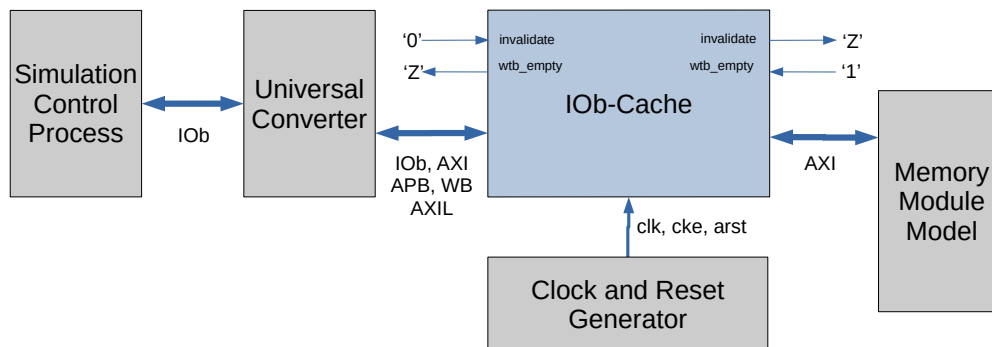 Simulation
Control
Process
IOb
Universal
Converter
IOb, AXI
APB, WB
AXIL
‘0’
‘Z’
invalidate
wtb_empty
invalidate
wtb_empty
IOb-Cache
‘Z’
‘1’
AXI
Memory
Module
Model
clk, cke, arst
Clock and Reset
Generator